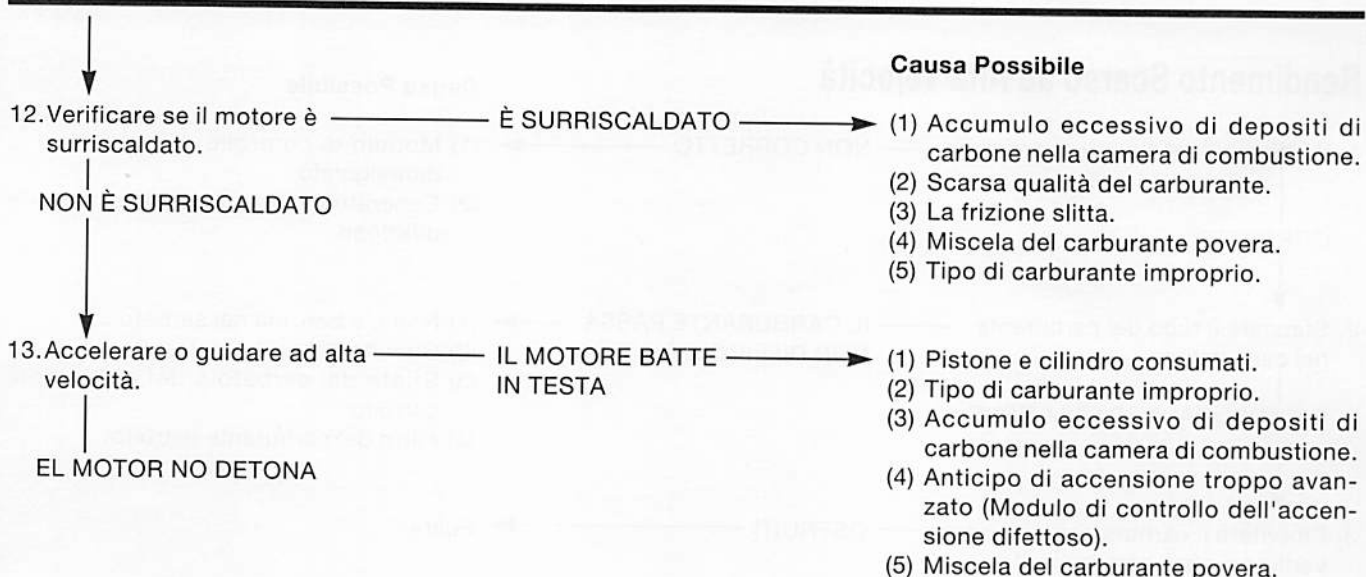 Causa Possibile
12. Verificare se il motore è
surriscaldato.
È SURRISCALDATO
(1) Accumulo eccessivo di depositi di
carbone nella camera di combustione.
(2) Scarsa qualità del carburante.
(3) La frizione slitta.
(4) Miscela del carburante povera.
(5) Tipo di carburante improprio.
NON È SURRISCALDATO
13. Accelerare o guidare ad alta
velocità.
IL MOTORE BATTE
IN TESTA
(1) Pistone e cilindro consumati.
(2) Tipo di carburante improprio.
(3) Accumulo eccessivo di depositi di
carbone nella camera di combustione.
(4) Anticipo di accensione troppo avan-
zato (Modulo di controllo dell'accen-
sione difettoso).
(5) Miscela del carburante povera.
EL MOTOR NO DETONA